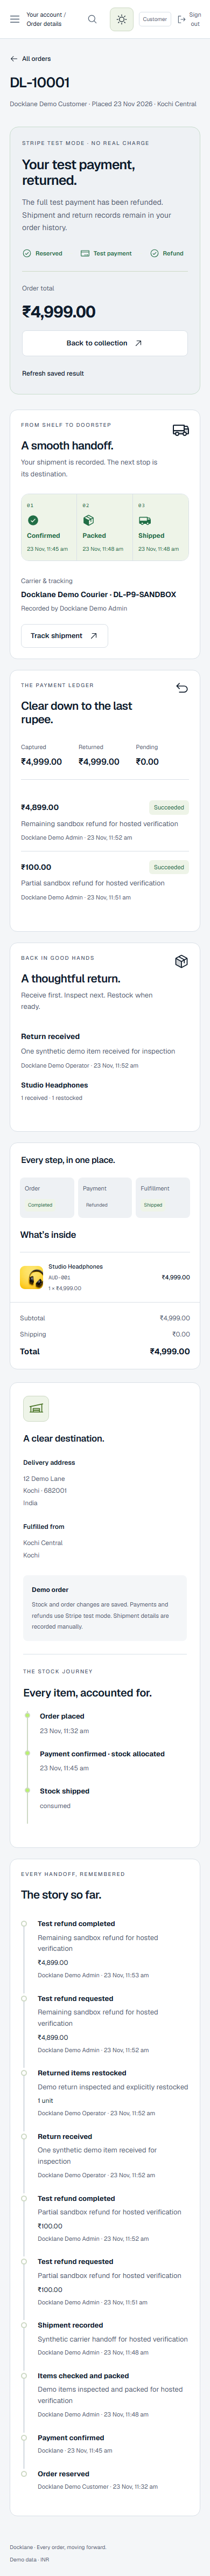 Your account /
Order details
Customer
Sign
out
All orders
DL-10001
Docklane Demo Customer · Placed 23 Nov 2026 · Kochi Central
STRIPE TEST MODE · NO REAL CHARGE
Your test payment,
returned.
The full test payment has been refunded.
Shipment and return records remain in your
order history.
Reserved
Test payment
Refund
Order total
₹4,999.00
Back to collection
Refresh saved result
FROM SHELF TO DOORSTEP
A smooth handoff.
Your shipment is recorded. The next stop is
its destination.
01
02
03
Confirmed
Packed
Shipped
23 Nov, 11:45 am
23 Nov, 11:48 am
23 Nov, 11:48 am
Carrier & tracking
Docklane Demo Courier · DL-P9-SANDBOX
Recorded by Docklane Demo Admin
Track shipment
THE PAYMENT LEDGER
Clear down to the last
rupee.
Captured
Returned
Pending
₹4,999.00
₹4,999.00
₹0.00
₹4,899.00
Succeeded
Remaining sandbox refund for hosted verification
Docklane Demo Admin · 23 Nov, 11:52 am
₹100.00
Succeeded
Partial sandbox refund for hosted verification
Docklane Demo Admin · 23 Nov, 11:51 am
BACK IN GOOD HANDS
A thoughtful return.
Receive first. Inspect next. Restock when
ready.
Return received
One synthetic demo item received for inspection
Docklane Demo Operator · 23 Nov, 11:52 am
Studio Headphones
1 received · 1 restocked
Every step, in one place.
Order
Payment
Fulfillment
Completed
Refunded
Shipped
What's inside
Studio Headphones
AUD-001
₹4,999.00
1 × ₹4,999.00
Subtotal
₹4,999.00
Shipping
₹0.00
Total
₹4,999.00
A clear destination.
Delivery address
12 Demo Lane
Kochi · 682001
India
Fulfilled from
Kochi Central
Kochi
Demo order
Stock and order changes are saved. Payments and
refunds use Stripe test mode. Shipment details are
recorded manually.
THE STOCK JOURNEY
Every item, accounted for.
Order placed
23 Nov, 11:32 am
Payment confirmed · stock allocated
23 Nov, 11:45 am
Stock shipped
consumed
EVERY HANDOFF, REMEMBERED
The story so far.
Test refund completed
Remaining sandbox refund for hosted
verification
₹4,899.00
Docklane Demo Admin · 23 Nov, 11:53 am
Test refund requested
Remaining sandbox refund for hosted
verification
₹4,899.00
Docklane Demo Admin · 23 Nov, 11:52 am
Returned items restocked
Demo return inspected and explicitly restocked
1 unit
Docklane Demo Operator · 23 Nov, 11:52 am
Return received
One synthetic demo item received for
inspection
Docklane Demo Operator · 23 Nov, 11:52 am
Test refund completed
Partial sandbox refund for hosted verification
₹100.00
Docklane Demo Admin · 23 Nov, 11:52 am
Test refund requested
Partial sandbox refund for hosted verification
₹100.00
Docklane Demo Admin · 23 Nov, 11:51 am
Shipment recorded
Synthetic carrier handoff for hosted verification
Docklane Demo Admin · 23 Nov, 11:48 am
Items checked and packed
Demo items inspected and packed for hosted
verification
Docklane Demo Admin · 23 Nov, 11:48 am
Payment confirmed
Docklane · 23 Nov, 11:45 am
Order reserved
Docklane Demo Customer · 23 Nov, 11:32 am
Docklane · Every order, moving forward.
Demo data · INR